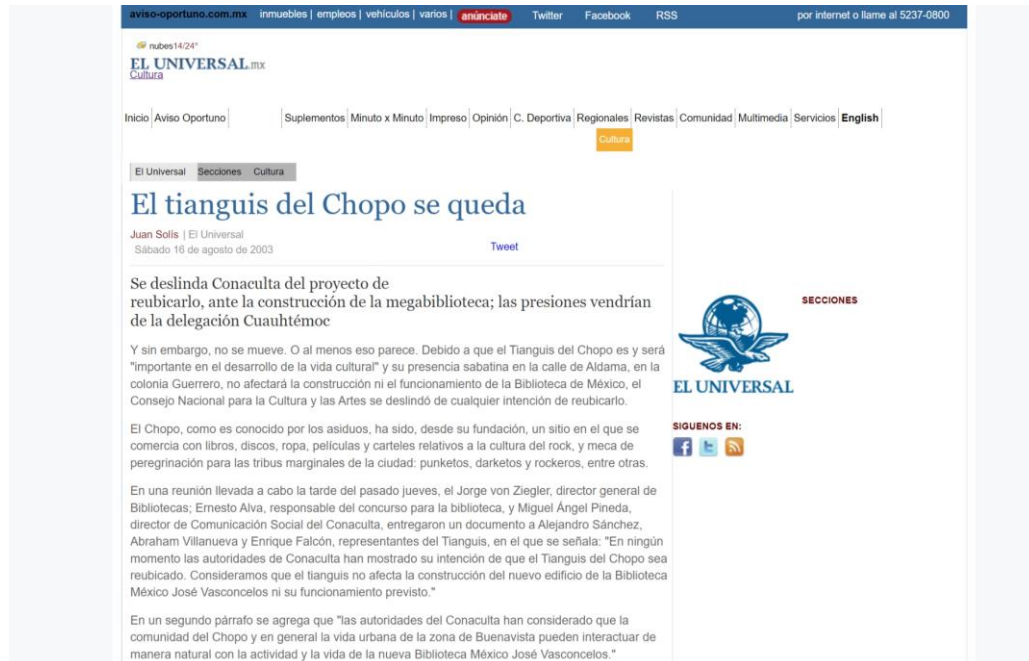 aviso-oportuno.com.mx inmuebles | empleos | vehículos | varios | anúnciate Twitter Facebook RSS por internet o llame al 5237-0800
nubes14/24°
EL UNIVERSAL.mx
Cultura
Inicio Aviso Oportuno Suplementos Minuto x Minuto Impreso Opinión C. Deportiva Regionales Revistas Comunidad Multimedia Servicios English
Cultura
El Universal Secciones Cultura
El tianguis del Chopo se queda
Juan Solís | El Universal
Sábado 16 de agosto de 2003
Tweet
Se deslinda Conaculta del proyecto de
reubicarlo, ante la construcción de la megabiblioteca; las presiones vendrían
de la delegación Cuauhtémoc
Y sin embargo, no se mueve. O al menos eso parece. Debido a que el Tianguis del Chopo es y será
"importante en el desarrollo de la vida cultural" y su presencia sabatina en la calle de Aldama, en la
colonia Guerrero, no afectará la construcción ni el funcionamiento de la Biblioteca de México, el
Consejo Nacional para la Cultura y las Artes se deslindó de cualquier intención de reubicarlo.
El Chopo, como es conocido por los asiduos, ha sido, desde su fundación, un sitio en el que se
comercia con libros, discos, ropa, películas y carteles relativos a la cultura del rock, y meca de
peregrinación para las tribus marginales de la ciudad: punketos, darketos y rockeros, entre otras.
En una reunión llevada a cabo la tarde del pasado jueves, el Jorge von Ziegler, director general de
Bibliotecas; Ernesto Alva, responsable del concurso para la biblioteca, y Miguel Ángel Pineda,
director de Comunicación Social del Conaculta, entregaron un documento a Alejandro Sánchez,
Abraham Villanueva y Enrique Falcón, representantes del Tianguis, en el que se señala: "En ningún
momento las autoridades de Conaculta han mostrado su intención de que el Tianguis del Chopo sea
reubicado. Consideramos que el tianguis no afecta la construcción del nuevo edificio de la Biblioteca
México José Vasconcelos ni su funcionamiento previsto."
En un segundo párrafo se agrega que "las autoridades del Conaculta han considerado que la
comunidad del Chopo y en general la vida urbana de la zona de Buenavista pueden interactuar de
manera natural con la actividad y la vida de la nueva Biblioteca México José Vasconcelos."
SECCIONES
EL UNIVERSAL
SIGUENOS EN: